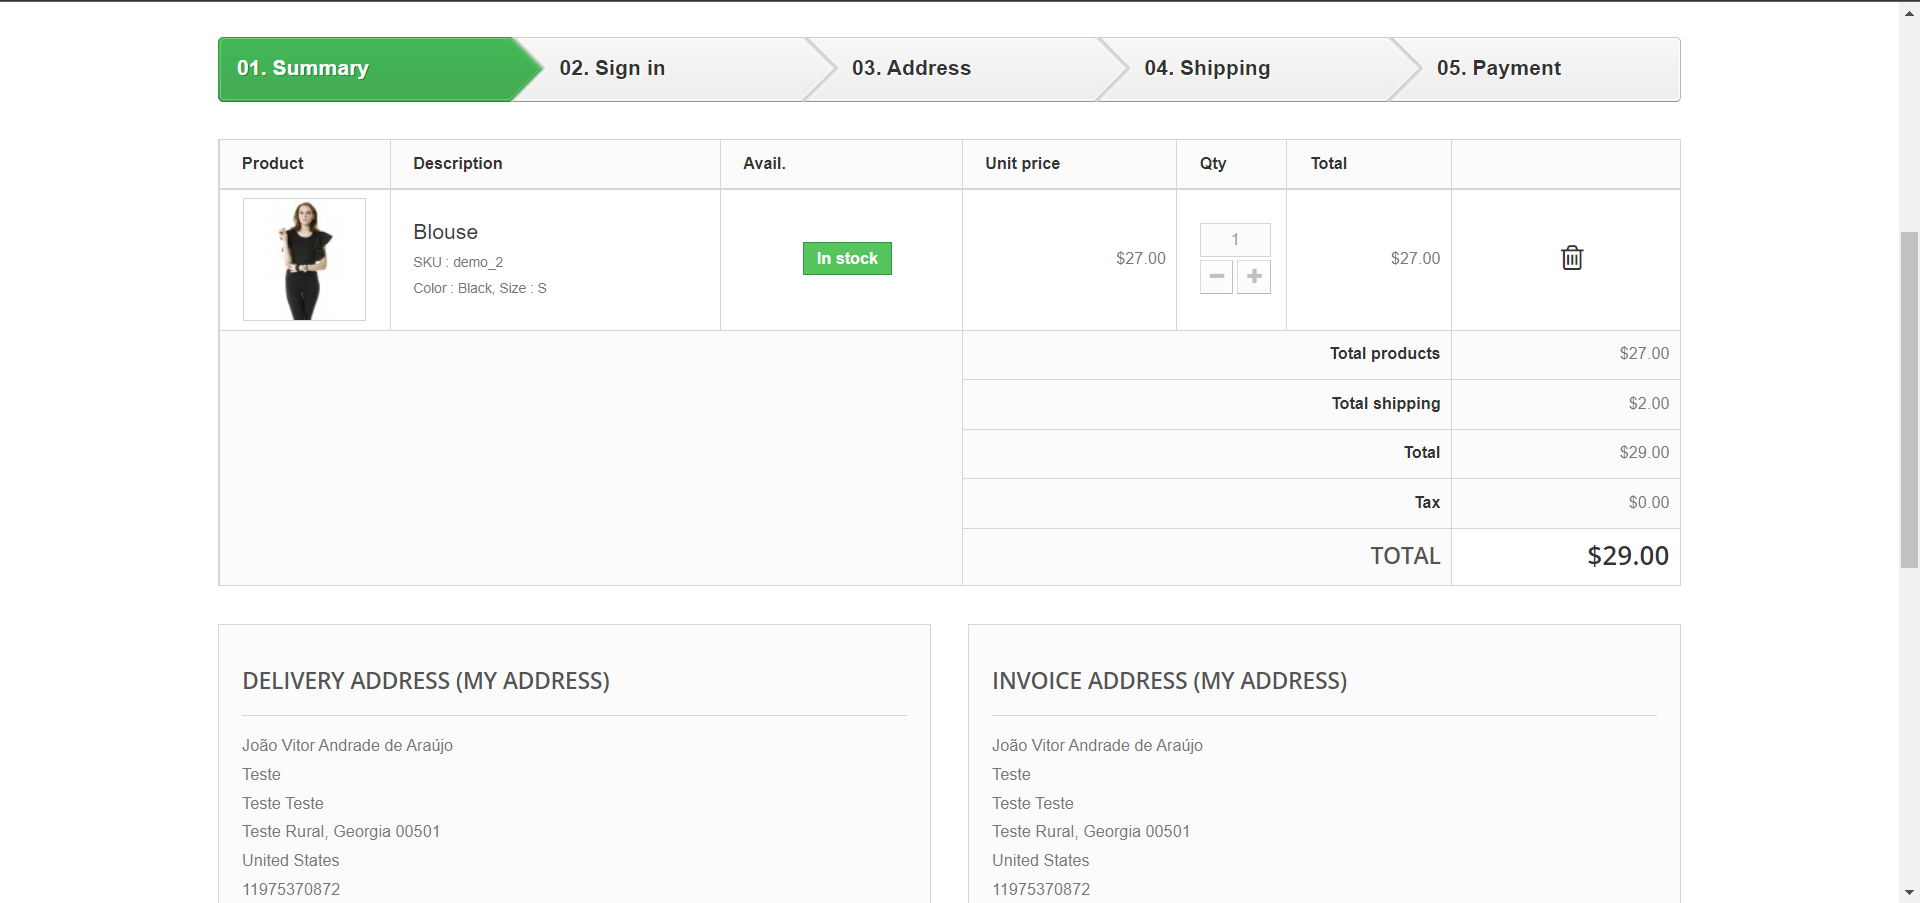 01. Summary 02. Sign in 03. Address 04. Shipping 05. Payment
Product Description Avail. Unit price Qty Total
Blouse
SKU : demo_2
Color : Black, Size : S
In stock
$27.00
1
$27.00
Total products $27.00
Total shipping $2.00
Total $29.00
Tax $0.00
TOTAL $29.00
DELIVERY ADDRESS (MY ADDRESS)
João Vitor Andrade de Araújo
Teste
Teste Teste
Teste Rural, Georgia 00501
United States
11975370872
INVOICE ADDRESS (MY ADDRESS)
João Vitor Andrade de Araújo
Teste
Teste Teste
Teste Rural, Georgia 00501
United States
11975370872